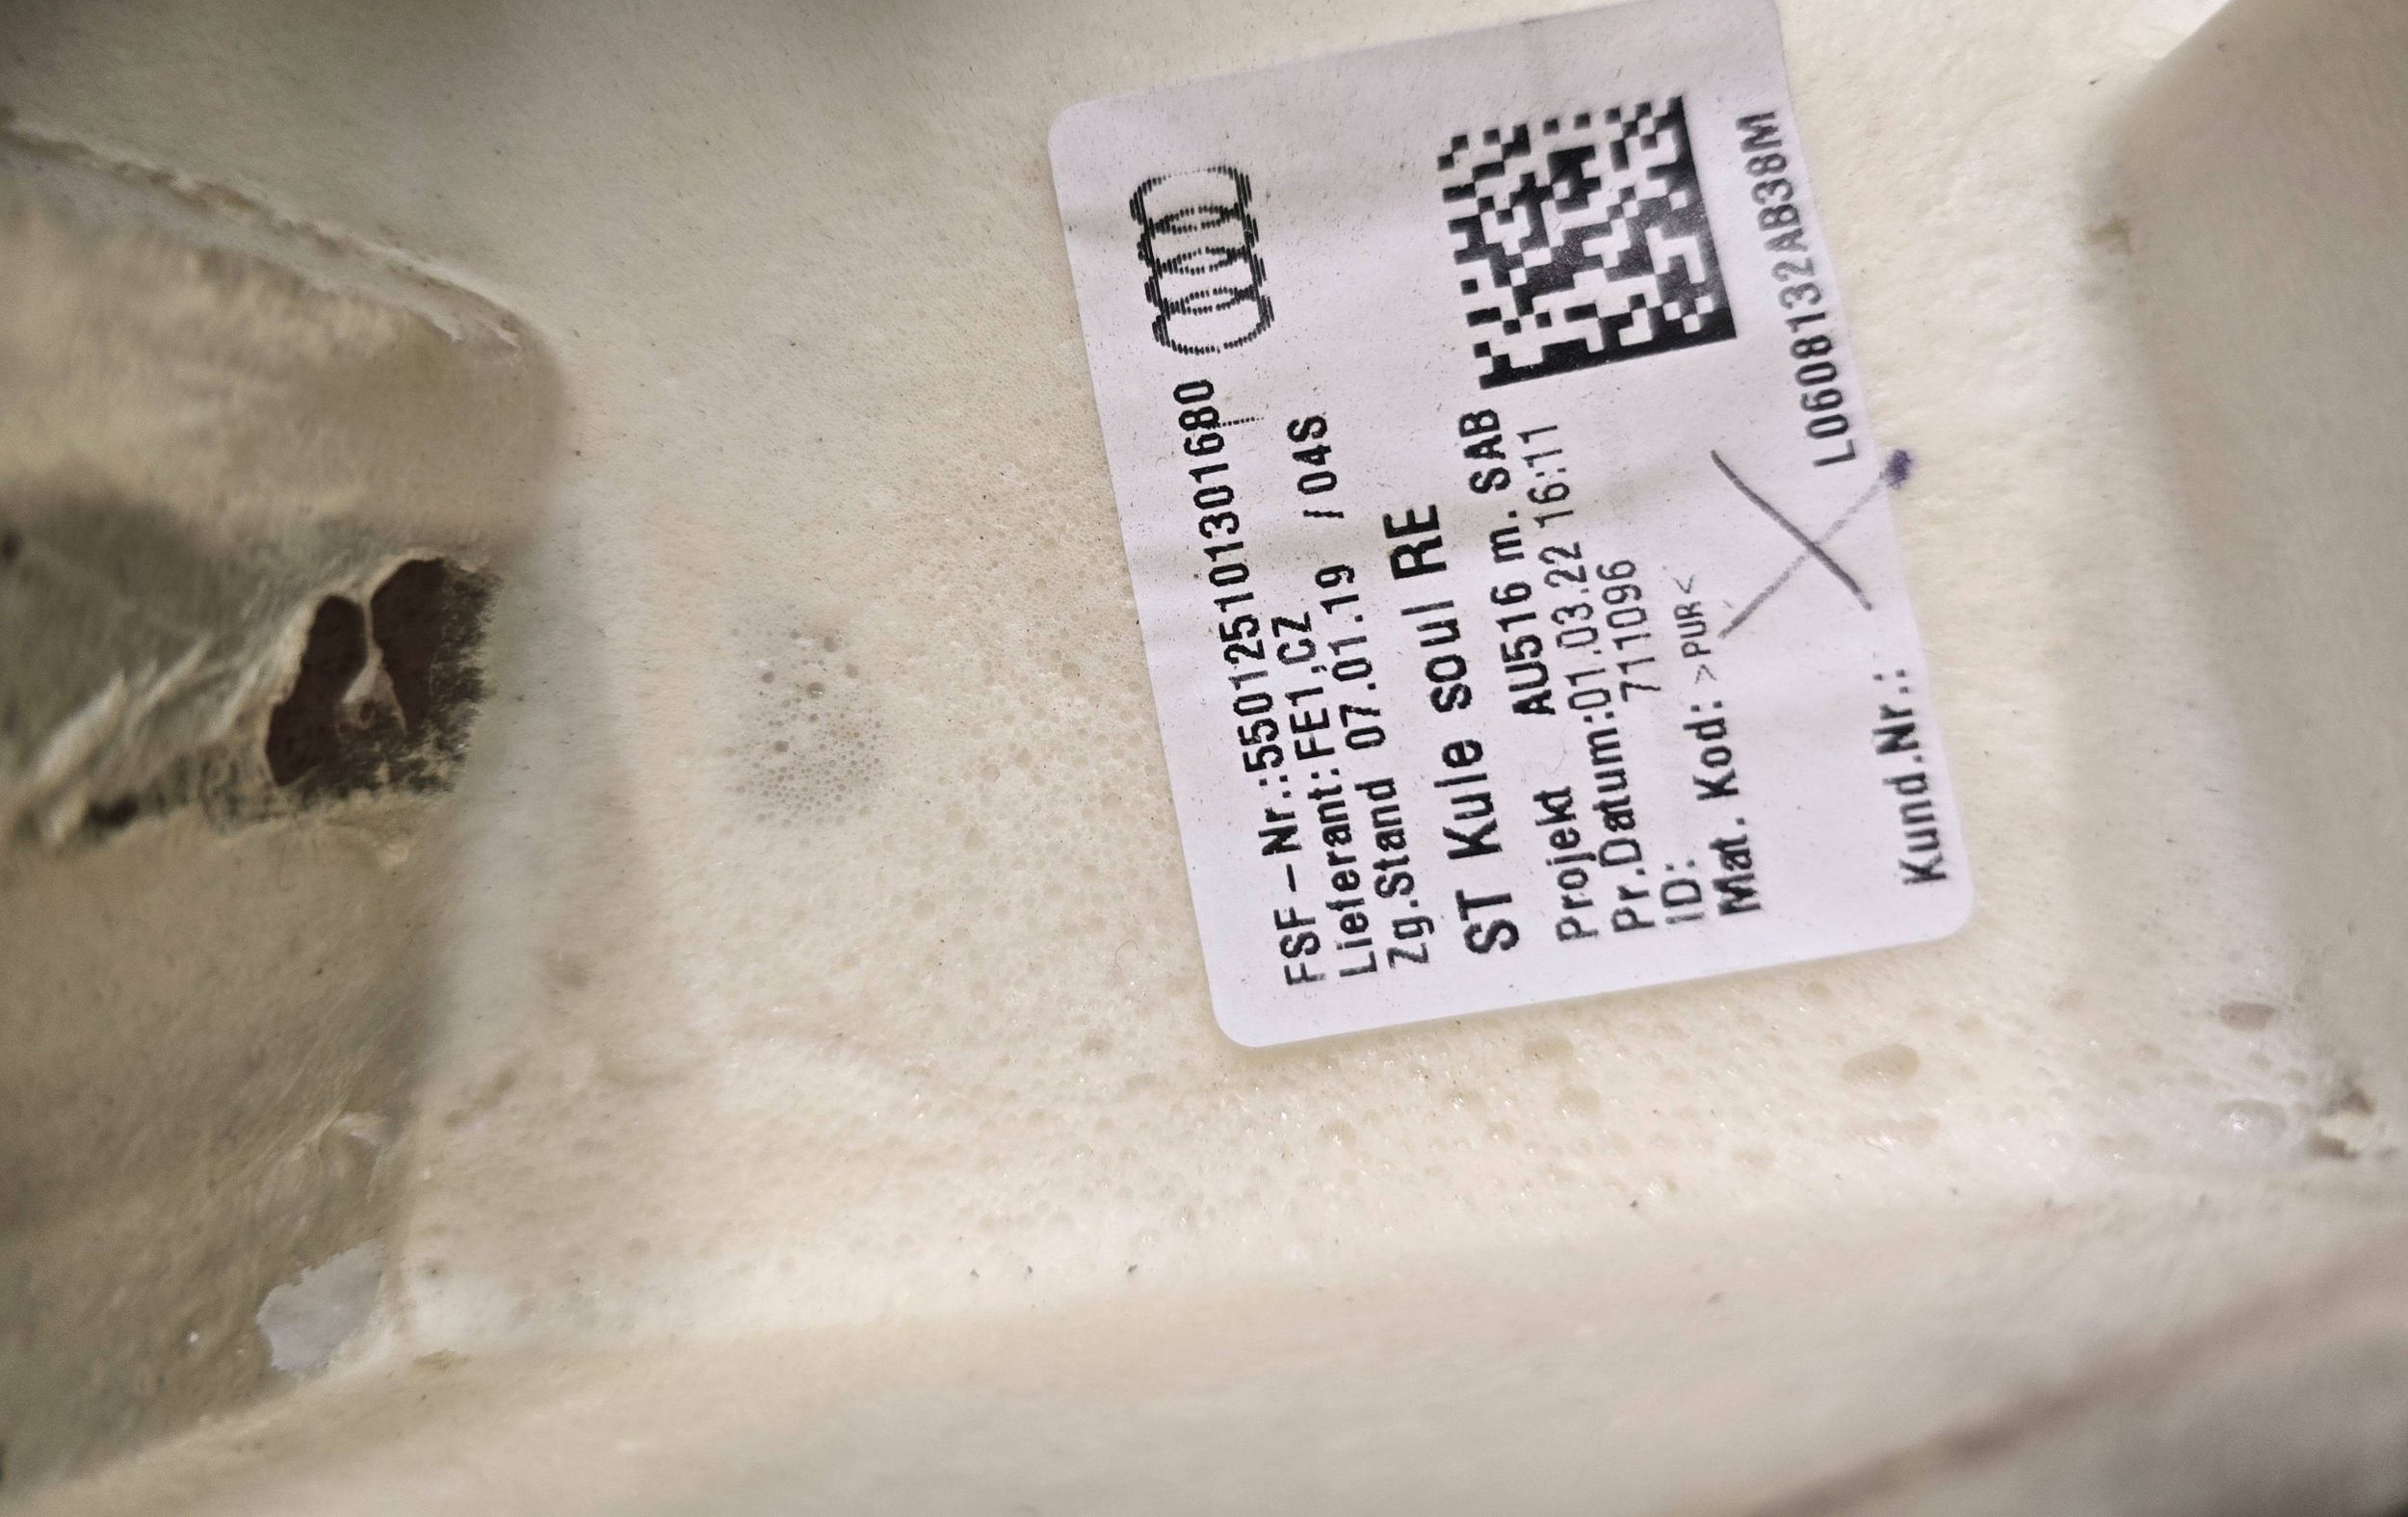 FSF-Nr.:550125101301680
Lieferant:FE1,CZ
Zg.Stand 07.01.19 /04S
ST Kule soul RE
Projekt AU516 m. SAB
Pr.Datum:01.03.22 16:11
ID: 711096
Mat. Kod: >PUR<
L0608132AB38M
Kund.Nr.: